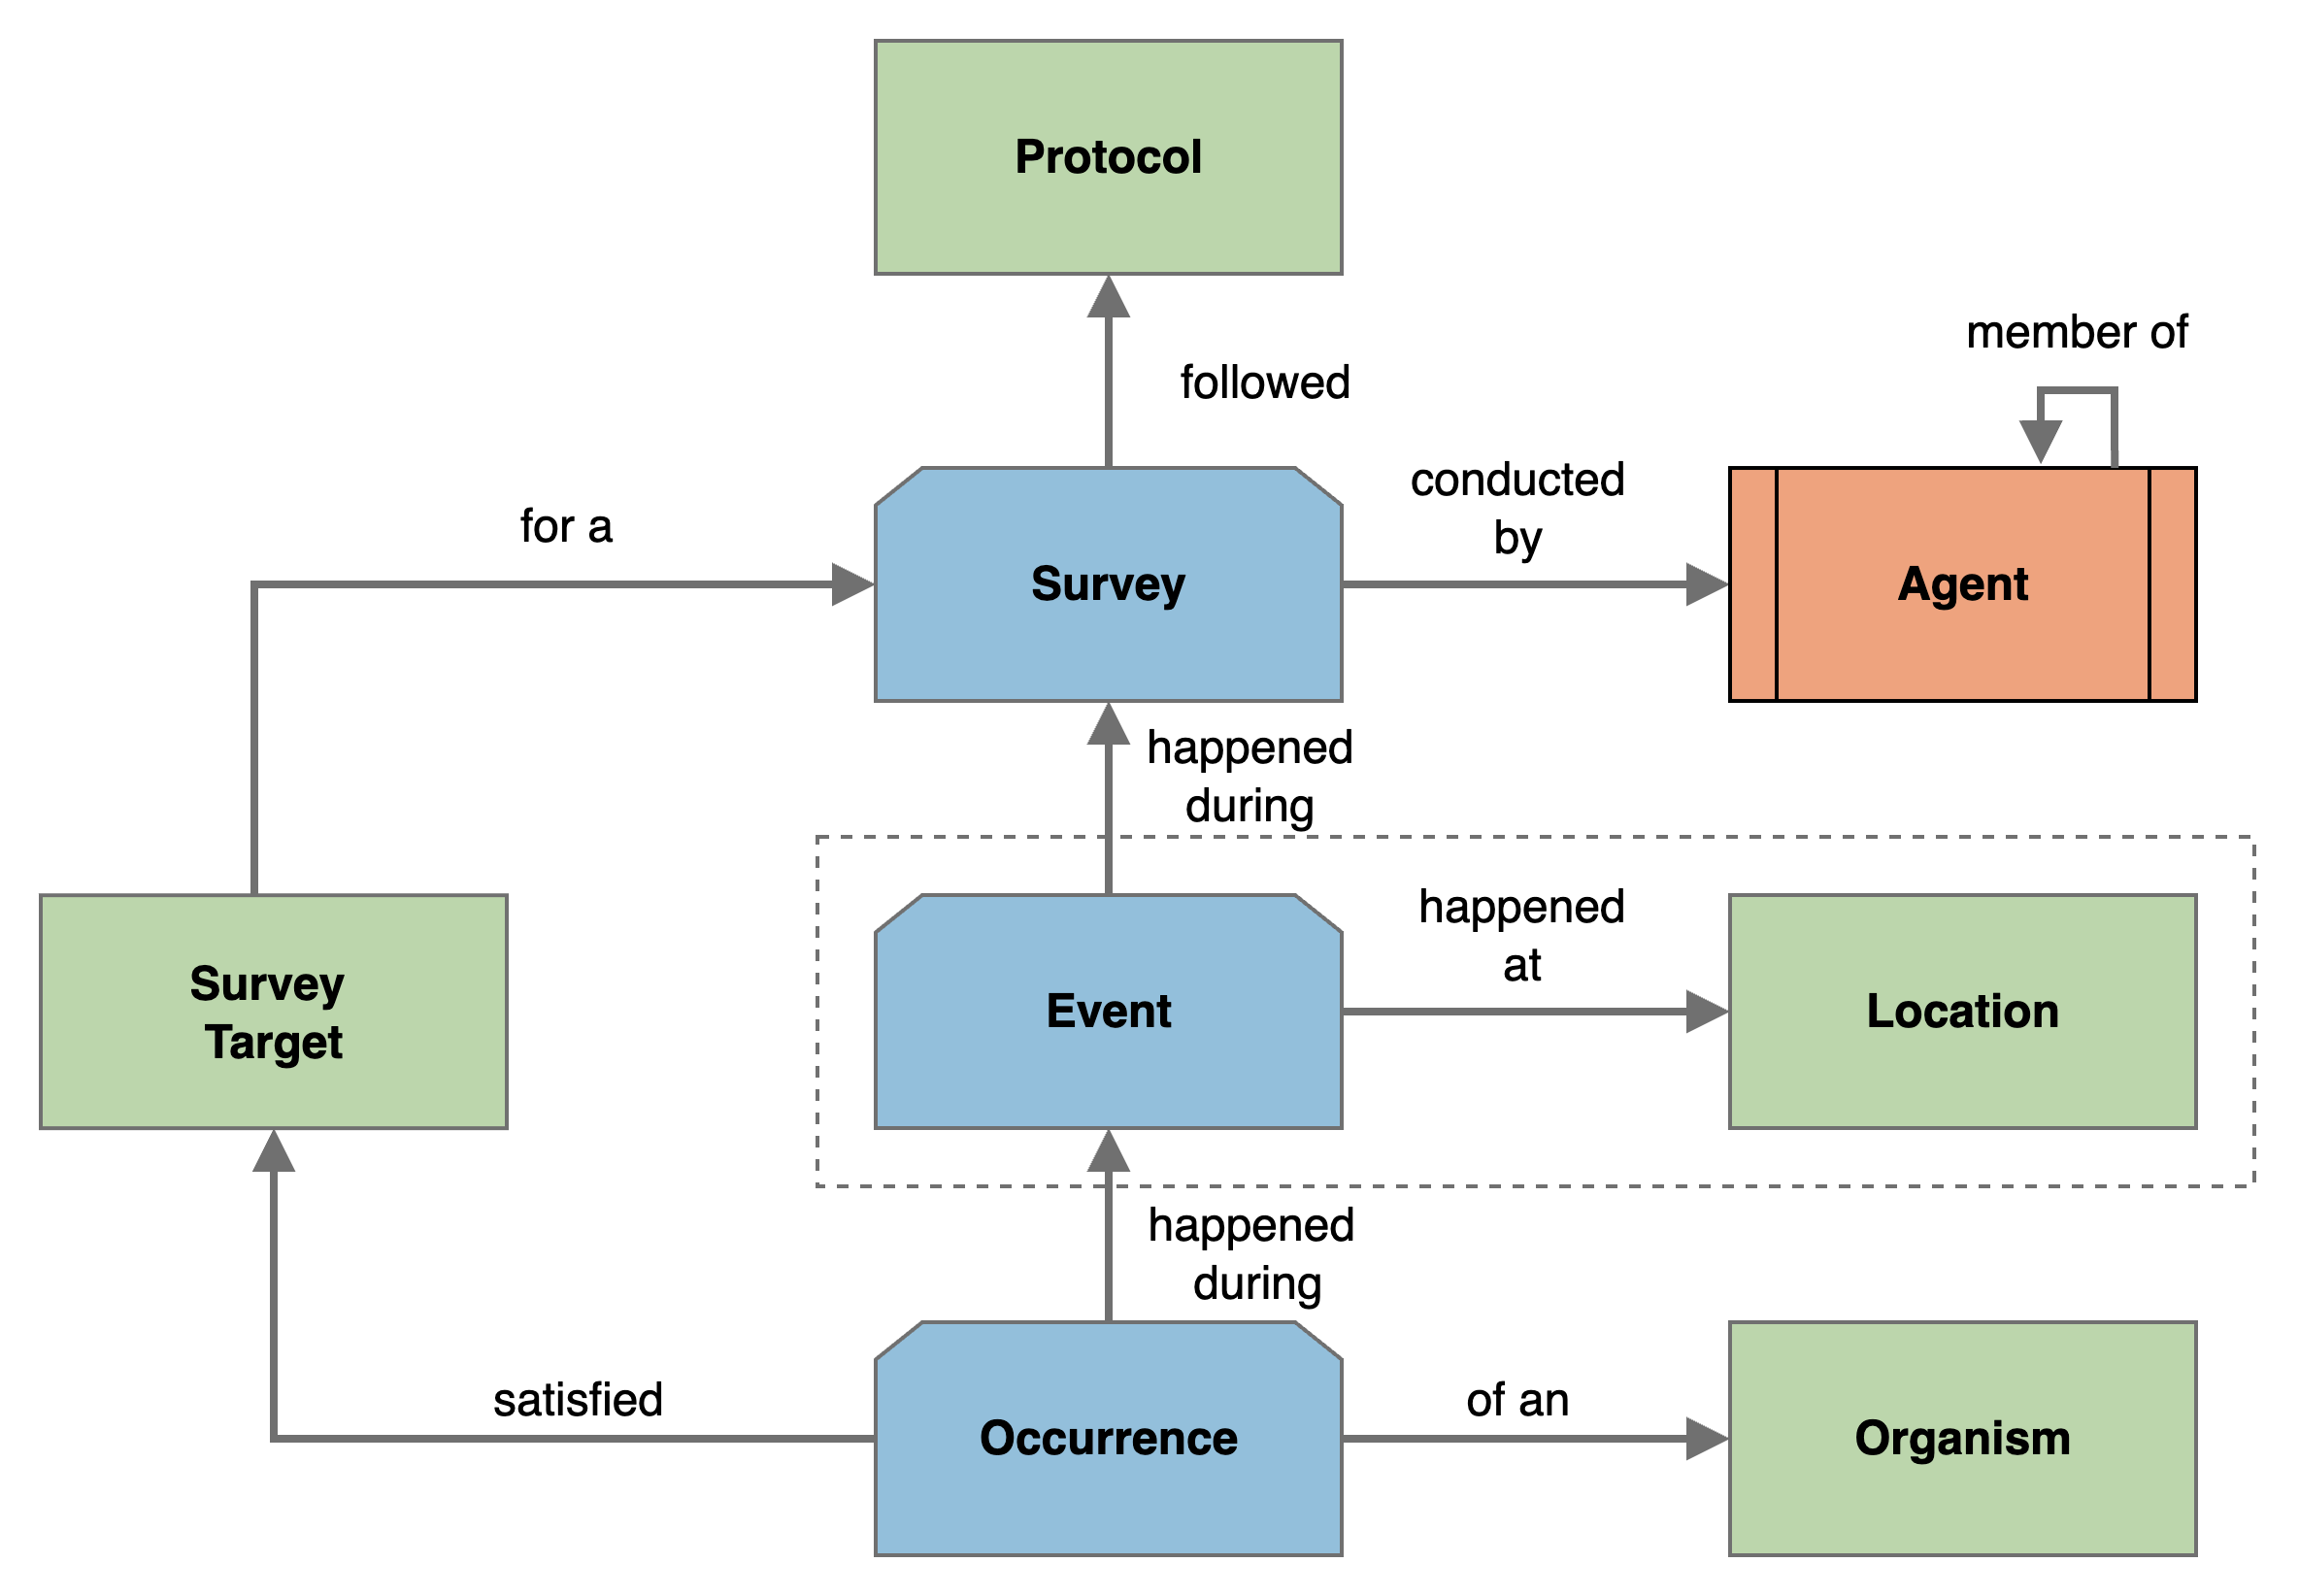 Protocol
member of
followed
conducted
by
for a
Survey
Agent
happened
during
happened
at
Survey
Target
Event
Location
happened
during
satisfied
of an
Occurrence
Organism